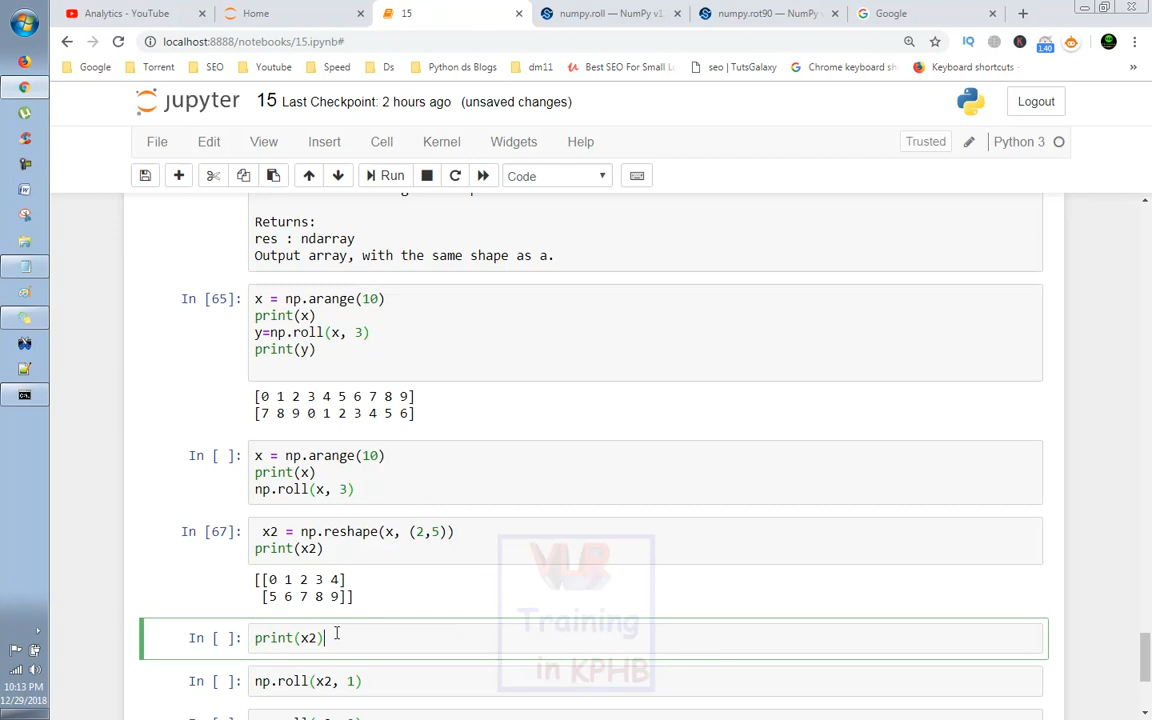 Analytics - YouTube
Home
15
numpy.roll — NumPy v1
numpy.rot90 — NumPy v
Google
localhost:8888/notebooks/15.ipynb#
IQ
K
1.40
Google
Torrent
SEO
Youtube
Speed
Ds
Python ds Blogs
dm11
Best SEO For Small L
seo | TutsGalaxy
Chrome keyboard sh
Keyboard shortcuts
»
jupyter
15 Last Checkpoint: 2 hours ago (unsaved changes)
Logout
File
Edit
View
Insert
Cell
Kernel
Widgets
Help
Trusted
Python 3
Run
Code
Returns:
res : ndarray
Output array, with the same shape as a.
In [65]:
x = np.arange(10)
print(x)
y=np.roll(x, 3)
print(y)
[0 1 2 3 4 5 6 7 8 9]
[7 8 9 0 1 2 3 4 5 6]
In [ ]:
x = np.arange(10)
print(x)
np.roll(x, 3)
In [67]:
x2 = np.reshape(x, (2,5))
print(x2)
[[0 1 2 3 4]
[5 6 7 8 9]]
In [ ]:
print(x2)
In [ ]:
np.roll(x2, 1)
VLR
Training
in KPHB
10:13 PM
12/29/2018